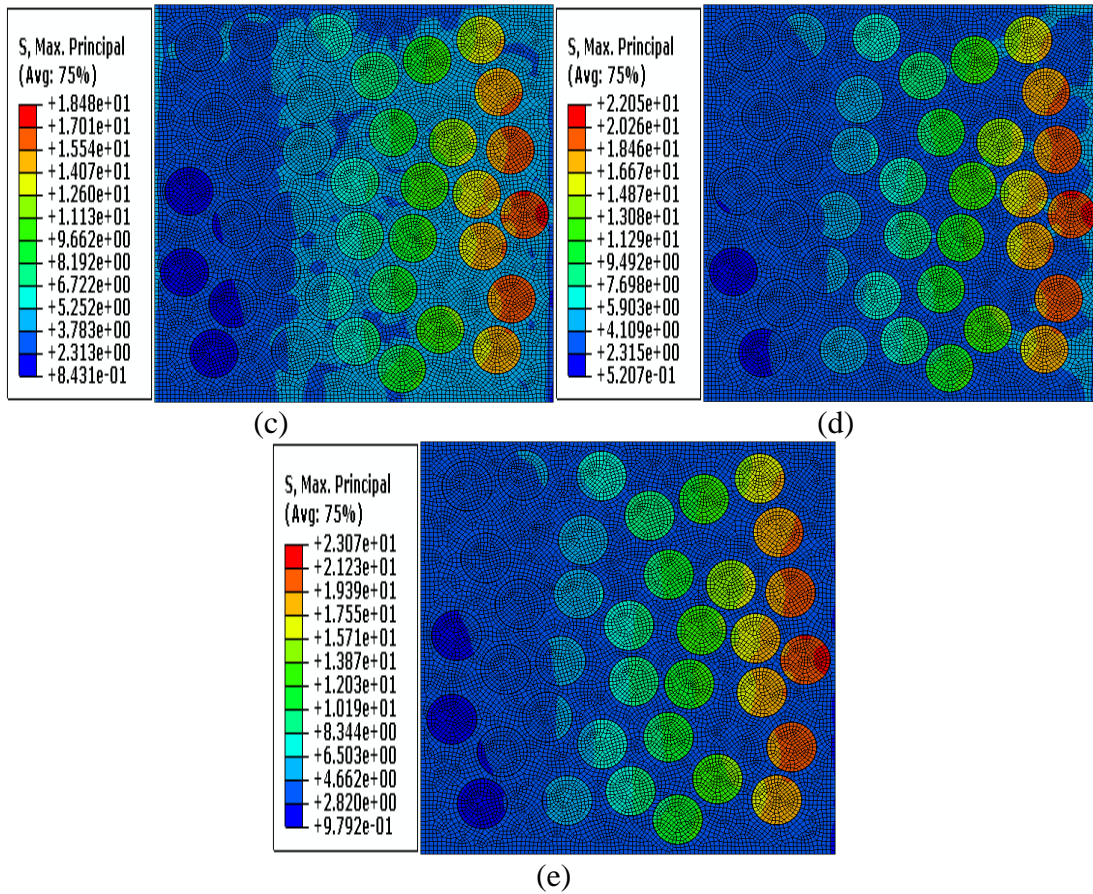 S, Max. Principal
(Avg: 75%)
+1.848e+01
+1.701e+01
+1.554e+01
+1.407e+01
+1.260e+01
+1.113e+01
+9.662e+00
+8.192e+00
+6.722e+00
+5.252e+00
+3.783e+00
+2.313e+00
+8.431e-01
(c)
S, Max. Principal
(Avg: 75%)
+2.205e+01
+2.026e+01
+1.846e+01
+1.667e+01
+1.487e+01
+1.308e+01
+1.129e+01
+9.492e+00
+7.698e+00
+5.903e+00
+4.109e+00
+2.315e+00
+5.207e-01
(d)
S, Max. Principal
(Avg: 75%)
+2.307e+01
+2.123e+01
+1.939e+01
+1.755e+01
+1.571e+01
+1.387e+01
+1.203e+01
+1.019e+01
+8.344e+00
+6.503e+00
+4.662e+00
+2.820e+00
+9.792e-01
(e)